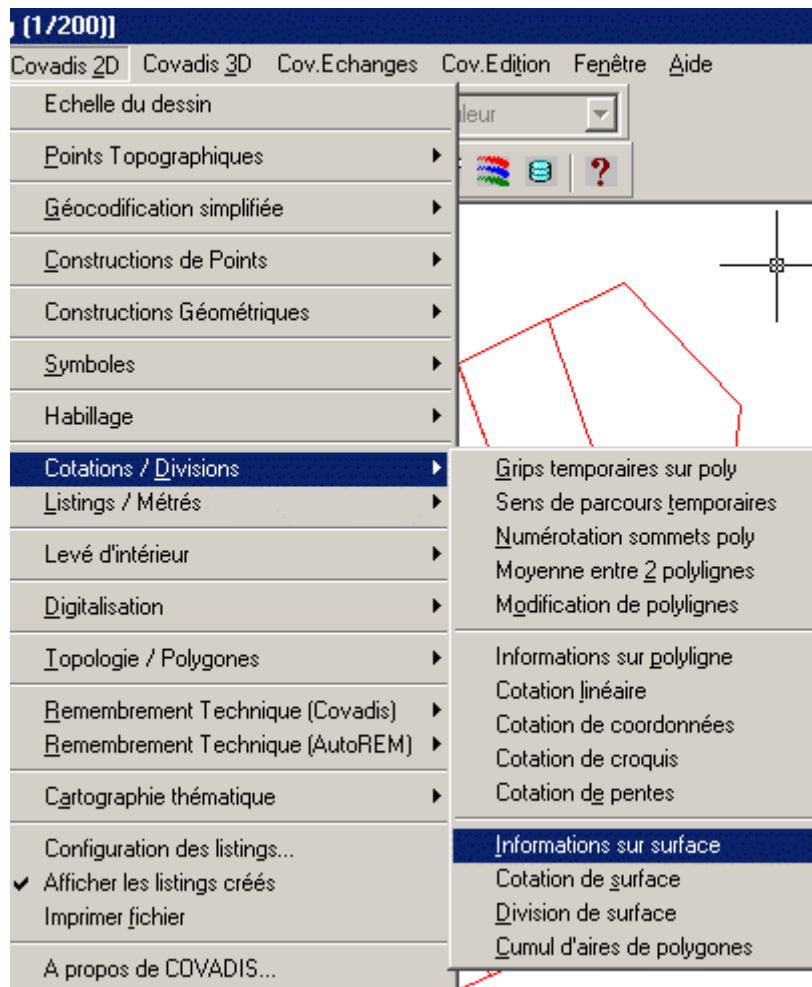 (1/200)]
Covadis 2D Covadis 3D Cov.Echanges Cov.Edition Fenêtre Aide
Echelle du dessin
Points Topographiques
Géocodification simplifiée
Constructions de Points
Constructions Géométriques
Symboles
Habillage
Cotations / Divisions
Listings / Métrés
Levé d'intérieur
Digitalisation
Topologie / Polygones
Remembrement Technique (Covadis)
Remembrement Technique (AutoREM)
Cartographie thématique
Configuration des listings...
Afficher les listings créés
Imprimer fichier
A propos de COVADIS...
leur
?
Grips temporaires sur poly
Sens de parcours temporaires
Numérotation sommets poly
Moyenne entre 2 polylignes
Modification de polylignes
Informations sur polyligne
Cotation linéaire
Cotation de coordonnées
Cotation de croquis
Cotation de pentes
Informations sur surface
Cotation de surface
Division de surface
Cumul d'aires de polygones